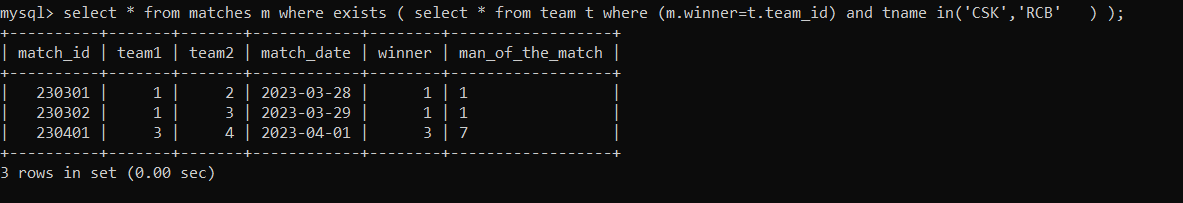 mysql> select * from matches m where exists ( select * from team t where (m.winner=t.team_id) and tname in('CSK','RCB'   ) );
+----------+-------+-------+------------+--------+------------------+
| match_id | team1 | team2 | match_date | winner | man_of_the_match |
+----------+-------+-------+------------+--------+------------------+
|   230301 |     1 |     2 | 2023-03-28 |      1 | 1                |
|   230302 |     1 |     3 | 2023-03-29 |      1 | 1                |
|   230401 |     3 |     4 | 2023-04-01 |      3 | 7                |
+----------+-------+-------+------------+--------+------------------+
3 rows in set (0.00 sec)